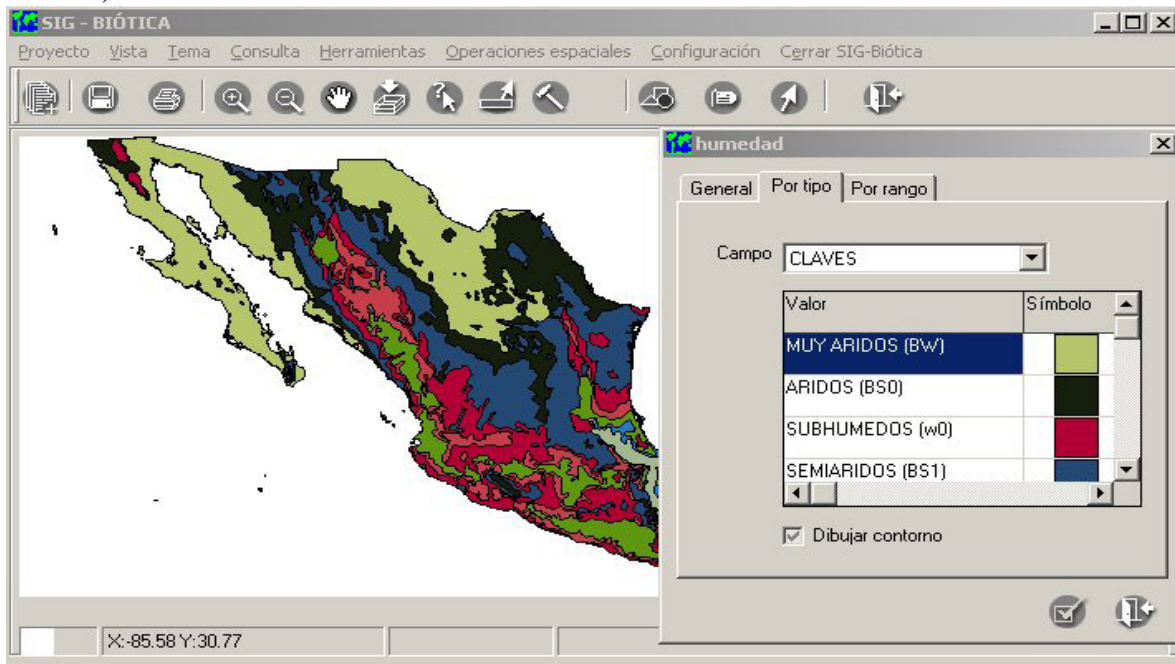 SIG - BIÓTICA
Proyecto Vista Tema Consulta Herramientas Operaciones espaciales Configuración Cerrar SIG-Biótica
humedad
General Por tipo Por rango
Campo CLAVES
Valor Símbolo
MUY ARIDOS (BW)
ARIDOS (BS0)
SUBHUMEDOS (w0)
SEMIARIDOS (BS1)
Dibujar contorno
X:-85.58 Y:30.77